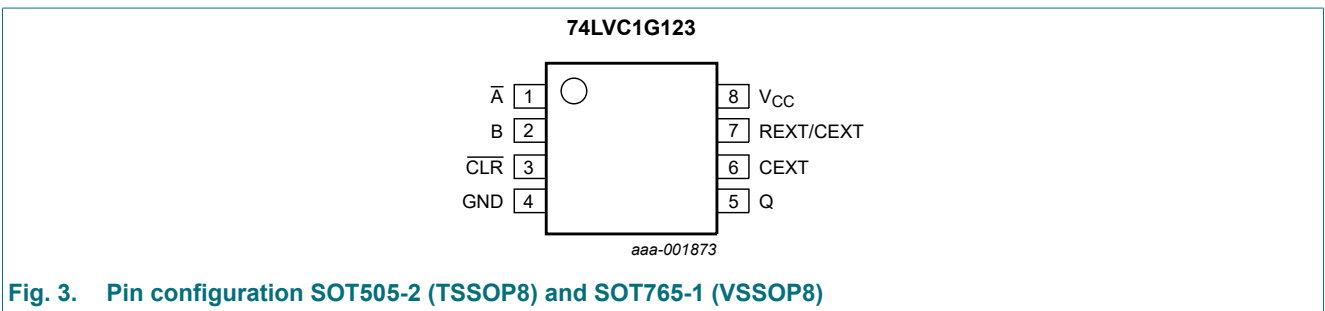 74LVC1G123
A̅ 1 8 VCC
B 2 7 REXT/CEXT
C̅L̅R̅ 3 6 CEXT
GND 4 5 Q
aaa-001873
Fig. 3. Pin configuration SOT505-2 (TSSOP8) and SOT765-1 (VSSOP8)